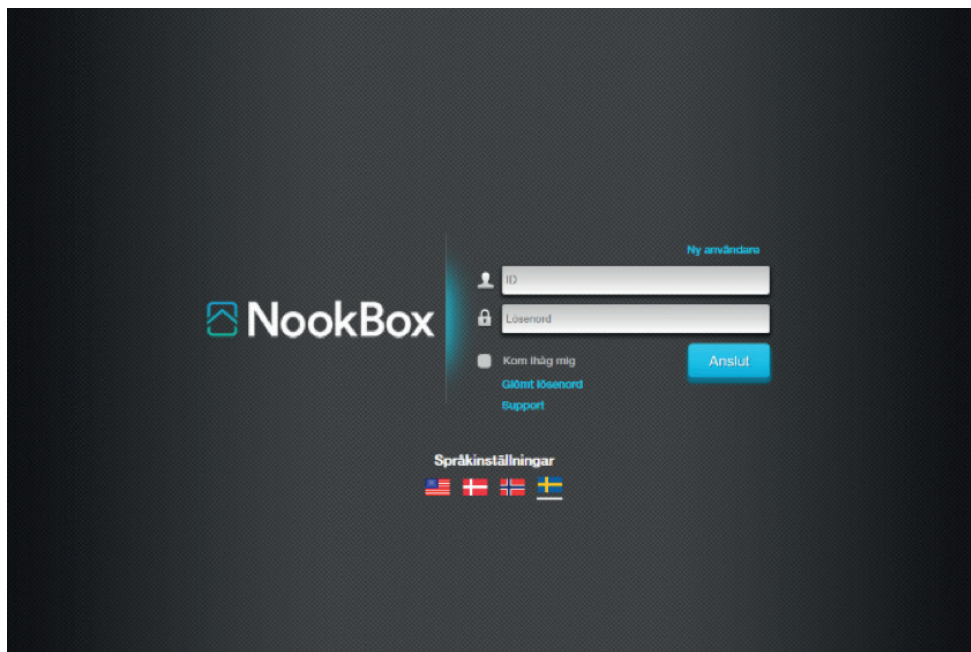 Ny användare
ID
NookBox
Lösenord
Kom ihåg mig
Anslut
Glömt lösenord
Support
Språkinställningar